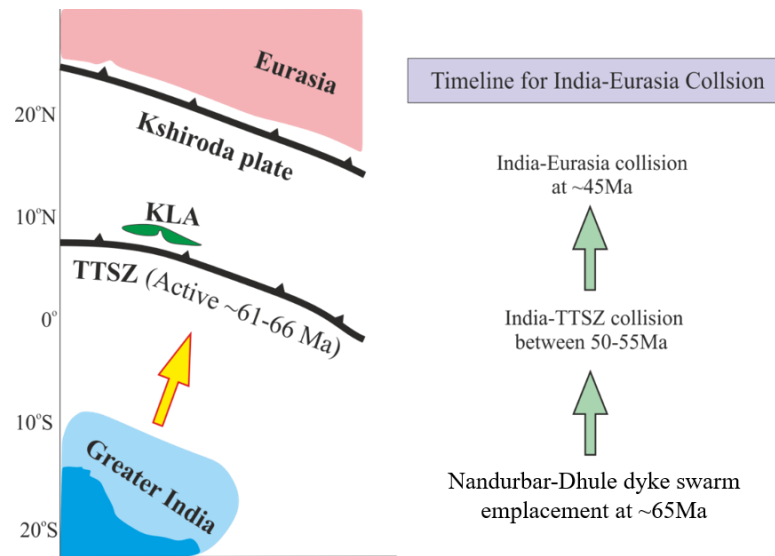 Eurasia
20°N
Kshiroda plate
10°N
KLA
TTSZ (Active ~61-66 Ma)
0°
10°S
Greater India
20°S
Timeline for India-Eurasia Collsion
India-Eurasia collision
at ~45Ma
India-TTSZ collision
between 50-55Ma
Nandurbar-Dhule dyke swarm
emplacement at ~65Ma